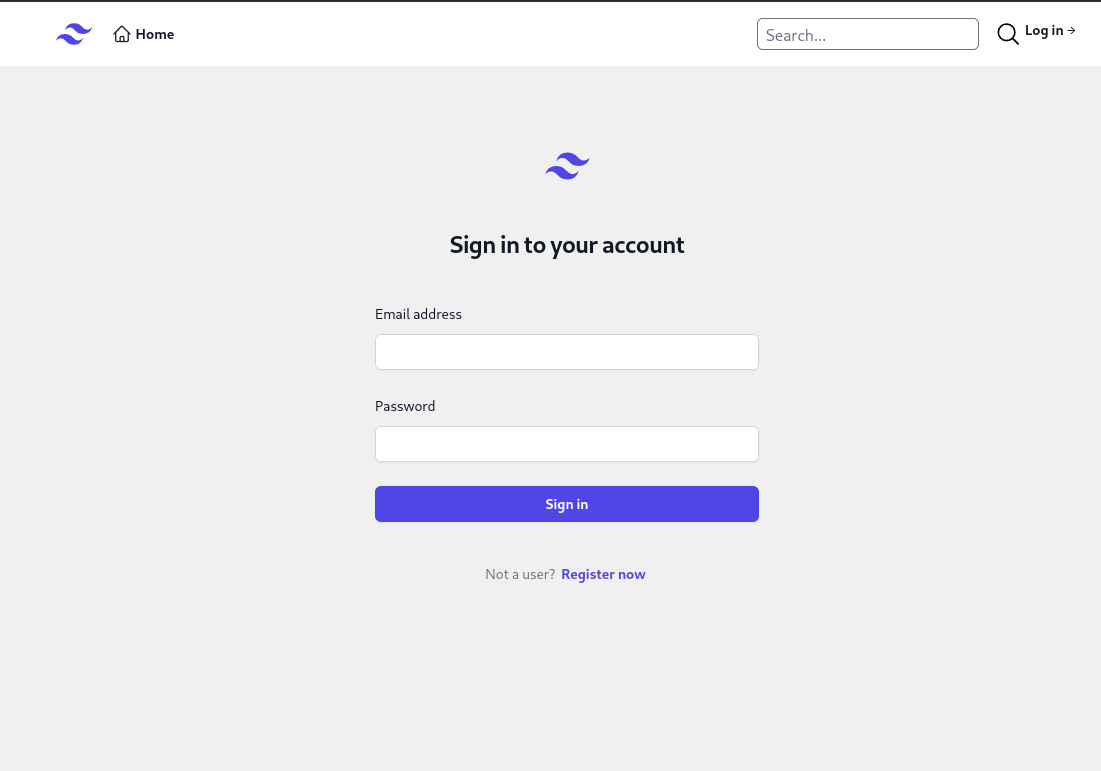 Home
Search...
Log in →
Sign in to your account
Email address
Password
Sign in
Not a user? Register now